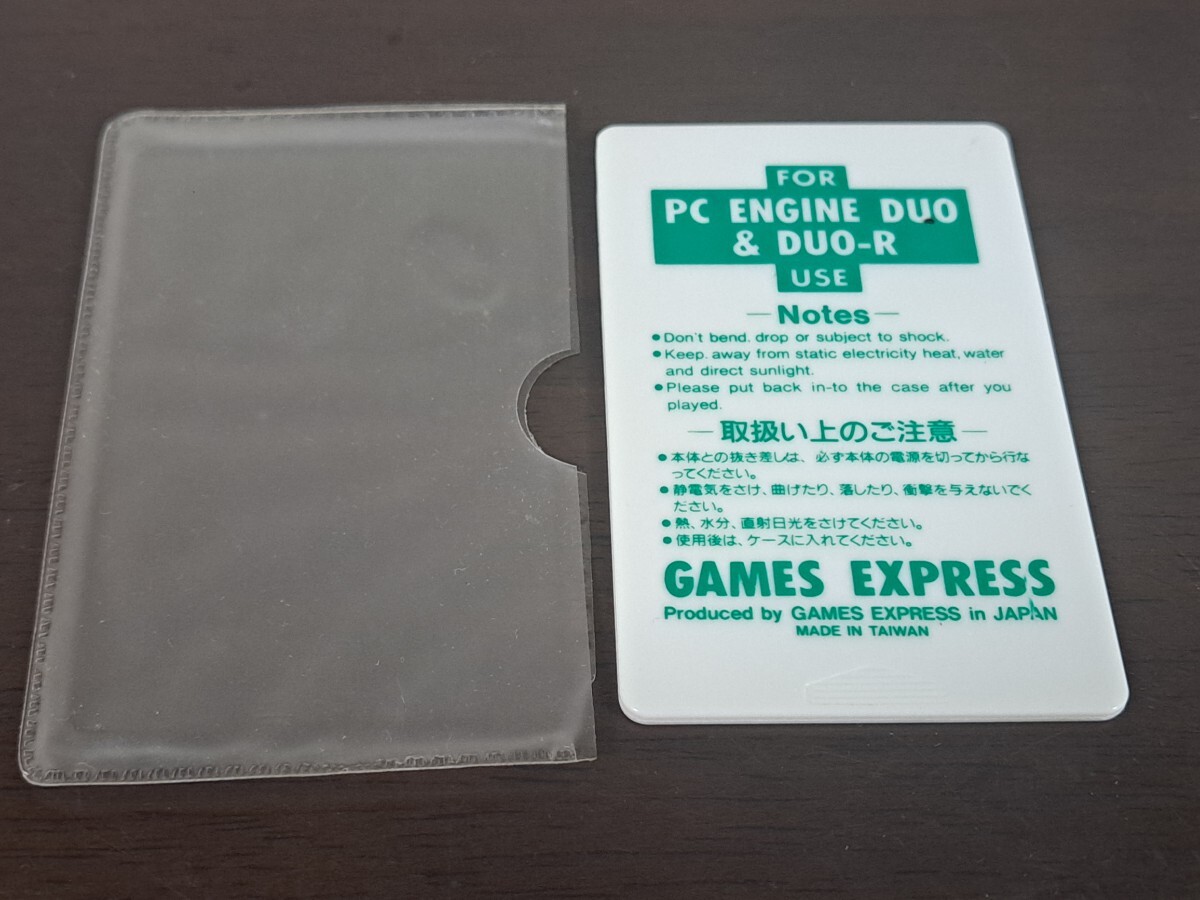 FOR
PC ENGINE DUO
& DUO-R
USE
Notes
●Don't bend. drop or subject to shock.
●Keep. away from static electricity heat, water
and direct sunlight.
●Please put back in-to the case after you
played.
取扱い上のご注意
●本体との抜き差しは、必ず本体の電源を切ってから行な
ってください。
●静電気をさけ、曲げたり、落したり、衝撃を与えないでく
ださい。
●熱、水分、直射日光をさけてください。
●使用後は、ケースに入れてください。
GAMES EXPRESS
Produced by GAMES EXPRESS in JAPAN
MADE IN TAIWAN